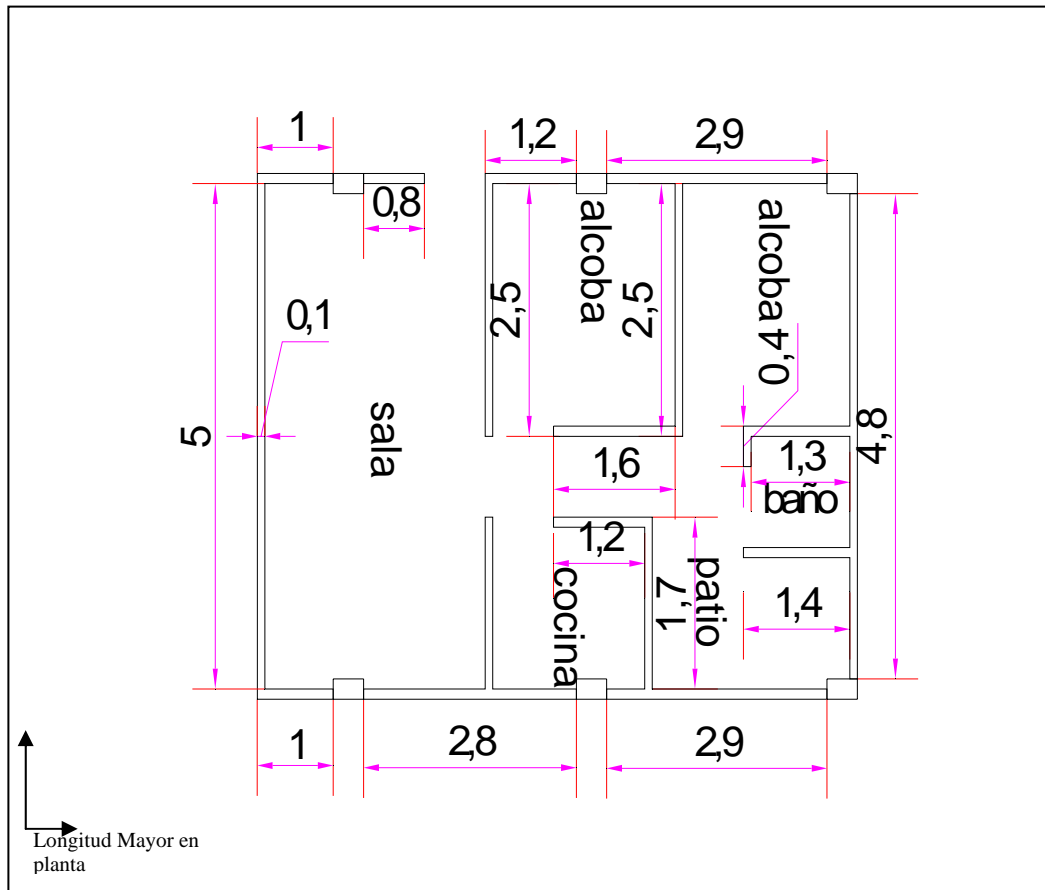 1
1,2
2,9
0,8
alcoba
alcoba
2,5
2,5
0,1
0,4
sala
5
4,8
1,6
1,3
baño
1,2
cocina
1,7
patio
1,4
1
2,8
2,9
Longitud Mayor en
planta